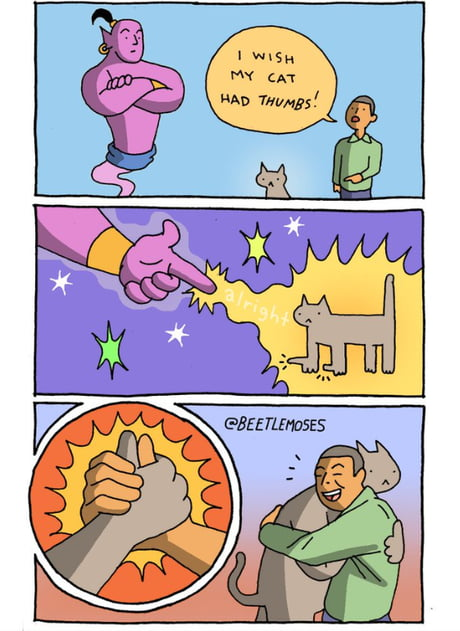 I WISH
MY CAT
HAD THUMBS!
alright
@BEETLEMOSES